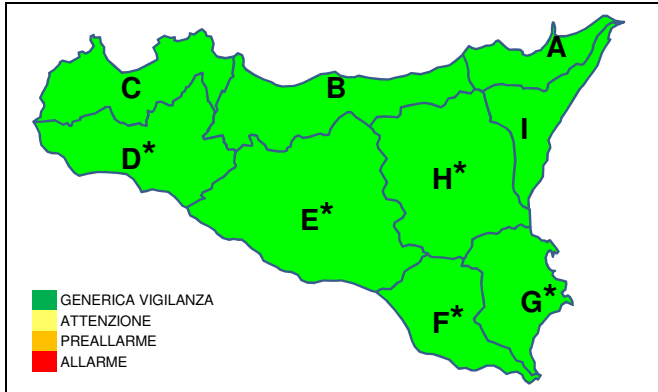 A
C
B
I
D*
H*
E*
G*
F*
GENERICA VIGILANZA
ATTENZIONE
PREALLARME
ALLARME